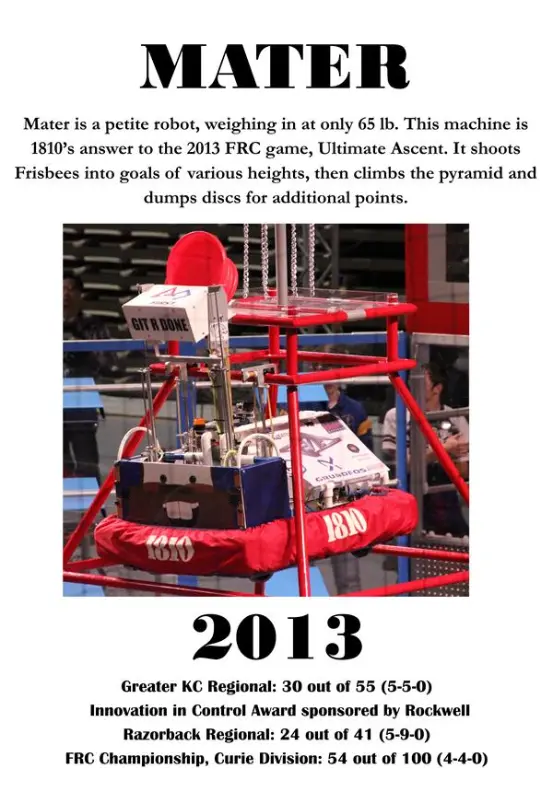 MATER
Mater is a petite robot, weighing in at only 65 lb. This machine is
1810's answer to the 2013 FRC game, Ultimate Ascent. It shoots
Frisbees into goals of various heights, then climbs the pyramid and
dumps discs for additional points.
FIRST
GIT R DONE
1810
1810
2013
Greater KC Regional: 30 out of 55 (5-5-0)
Innovation in Control Award sponsored by Rockwell
Razorback Regional: 24 out of 41 (5-9-0)
FRC Championship, Curie Division: 54 out of 100 (4-4-0)